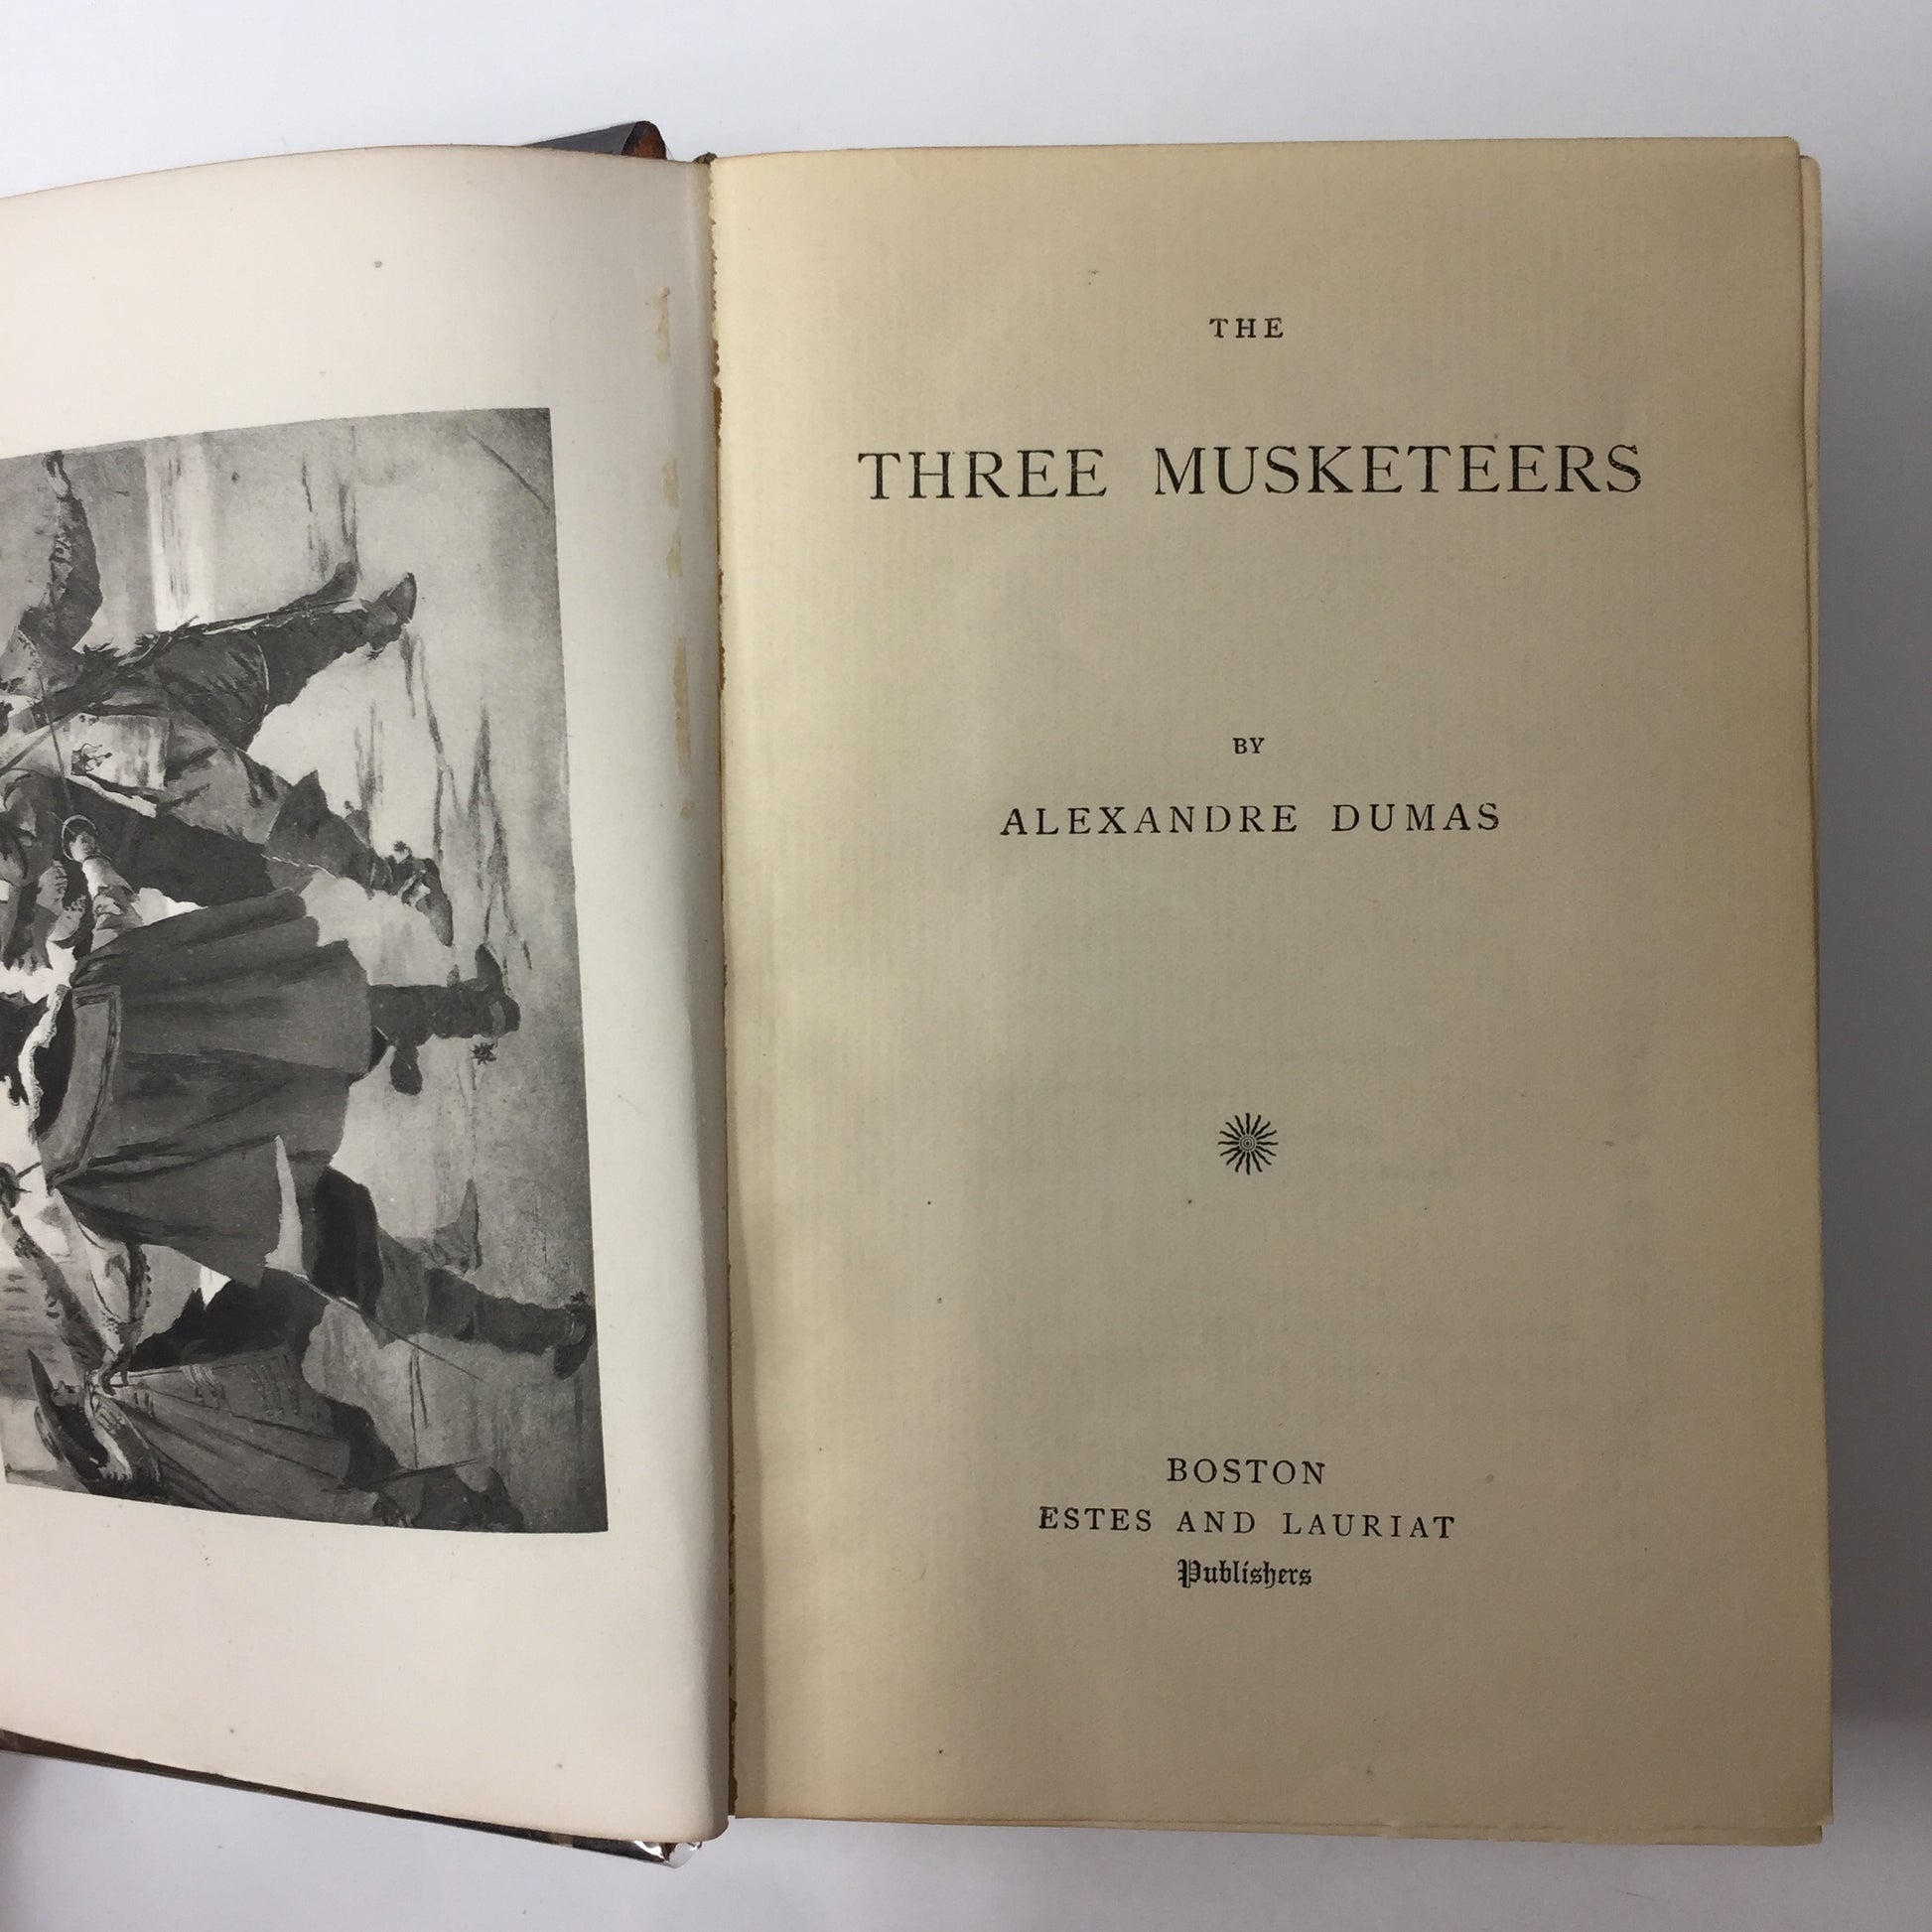 THE
THREE MUSKETEERS
BY
ALEXANDRE DUMAS
BOSTON
ESTES AND LAURIAT
Publishers